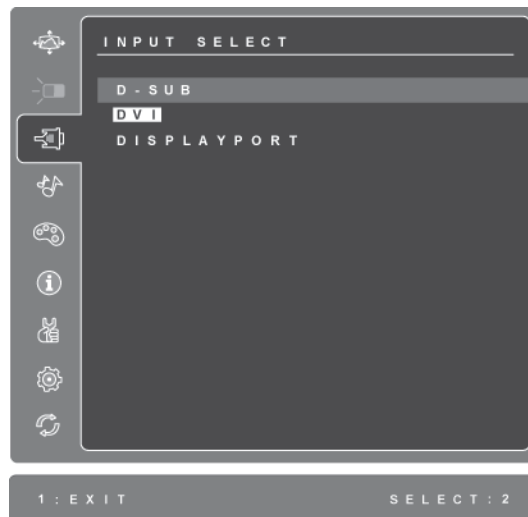 INPUT SELECT
D-SUB
DVI
DISPLAYPORT
1:EXIT SELECT:2